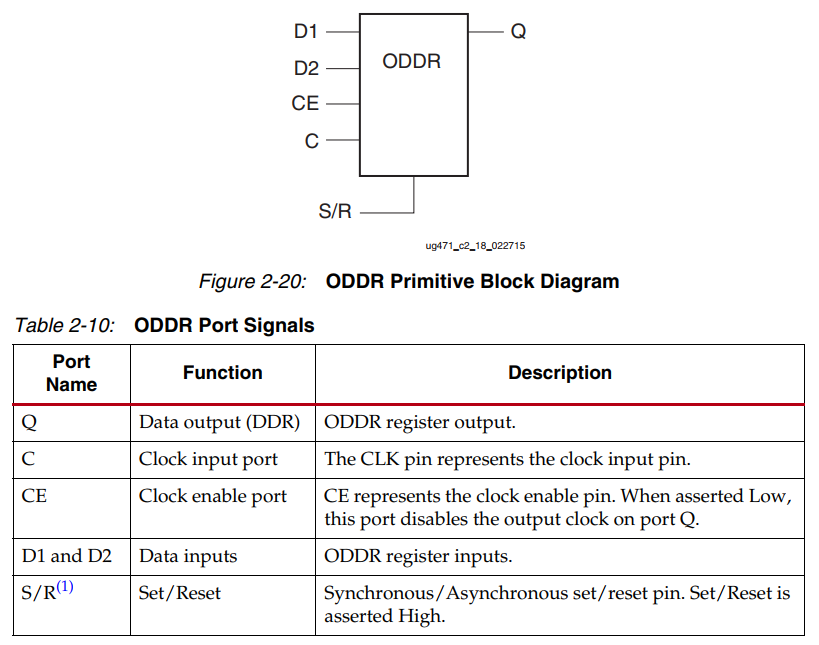 D1
Q
D2
ODDR
CE
C
S/R
ug471_c2_18_022715
Figure 2-20: ODDR Primitive Block Diagram
Table 2-10: ODDR Port Signals
Port
Name
Function
Description
Q
Data output (DDR)
ODDR register output.
C
Clock input port
The CLK pin represents the clock input pin.
CE
Clock enable port
CE represents the clock enable pin. When asserted Low,
this port disables the output clock on port Q.
D1 and D2
Data inputs
ODDR register inputs.
S/R(1)
Set/Reset
Synchronous/Asynchronous set/reset pin. Set/Reset is
asserted High.